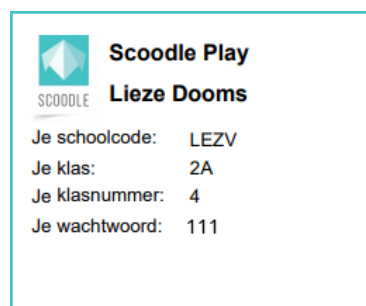 Scoodle Play
SCOODLE
Lieze Dooms
Je schoolcode: LEZV
Je klas: 2A
Je klasnummer: 4
Je wachtwoord: 111